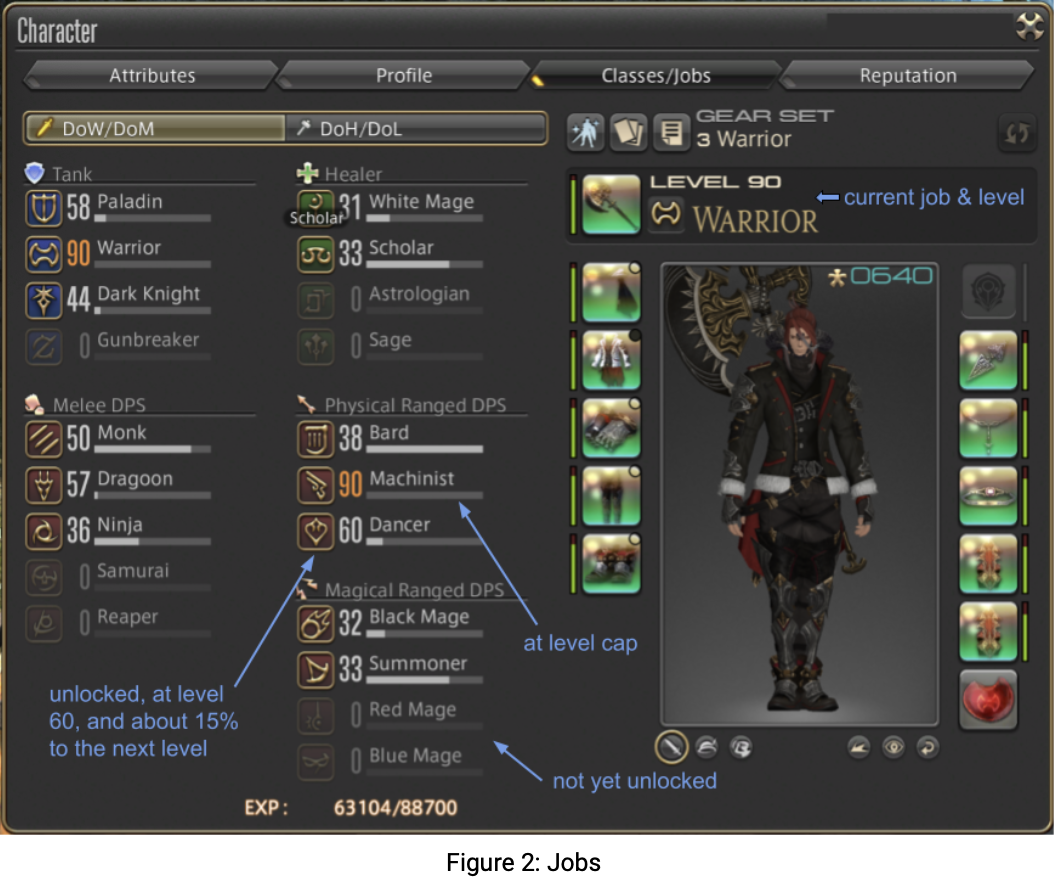 Character
Attributes
Profile
Classes/Jobs
Reputation
DoW/DoM
DoH/DoL
GEAR SET
3 Warrior
LEVEL 90
WARRIOR
current job & level
0640
Tank
58 Paladin
90 Warrior
44 Dark Knight
0 Gunbreaker
Healer
31 White Mage
Scholar
33 Scholar
0 Astrologian
0 Sage
Melee DPS
50 Monk
57 Dragoon
36 Ninja
0 Samurai
0 Reaper
Physical Ranged DPS
38 Bard
90 Machinist
60 Dancer
Magical Ranged DPS
32 Black Mage
33 Summoner
0 Red Mage
0 Blue Mage
at level cap
unlocked, at level
60, and about 15%
to the next level
not yet unlocked
EXP: 63104/88700
Figure 2: Jobs